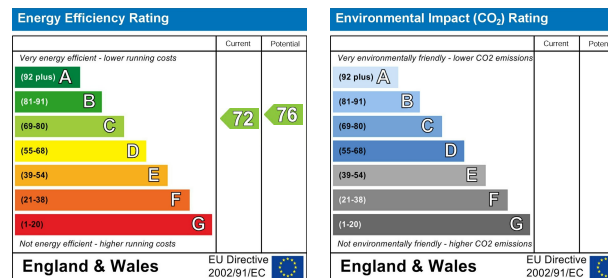 Energy Efficiency Rating
Current Potential
Very energy efficient - lower running costs
(92 plus) A
(81-91) B
(69-80) C
72 76
(55-68) D
(39-54) E
(21-38) F
(1-20) G
Not energy efficient - higher running costs
England & Wales
EU Directive
2002/91/EC
Environmental Impact (CO₂) Rating
Current Poten
Very environmentally friendly - lower CO2 emissions
(92 plus) A
(81-91) B
(69-80) C
(55-68) D
(39-54) E
(21-38) F
(1-20) G
Not environmentally friendly - higher CO2 emissions
England & Wales
EU Directive
2002/91/EC